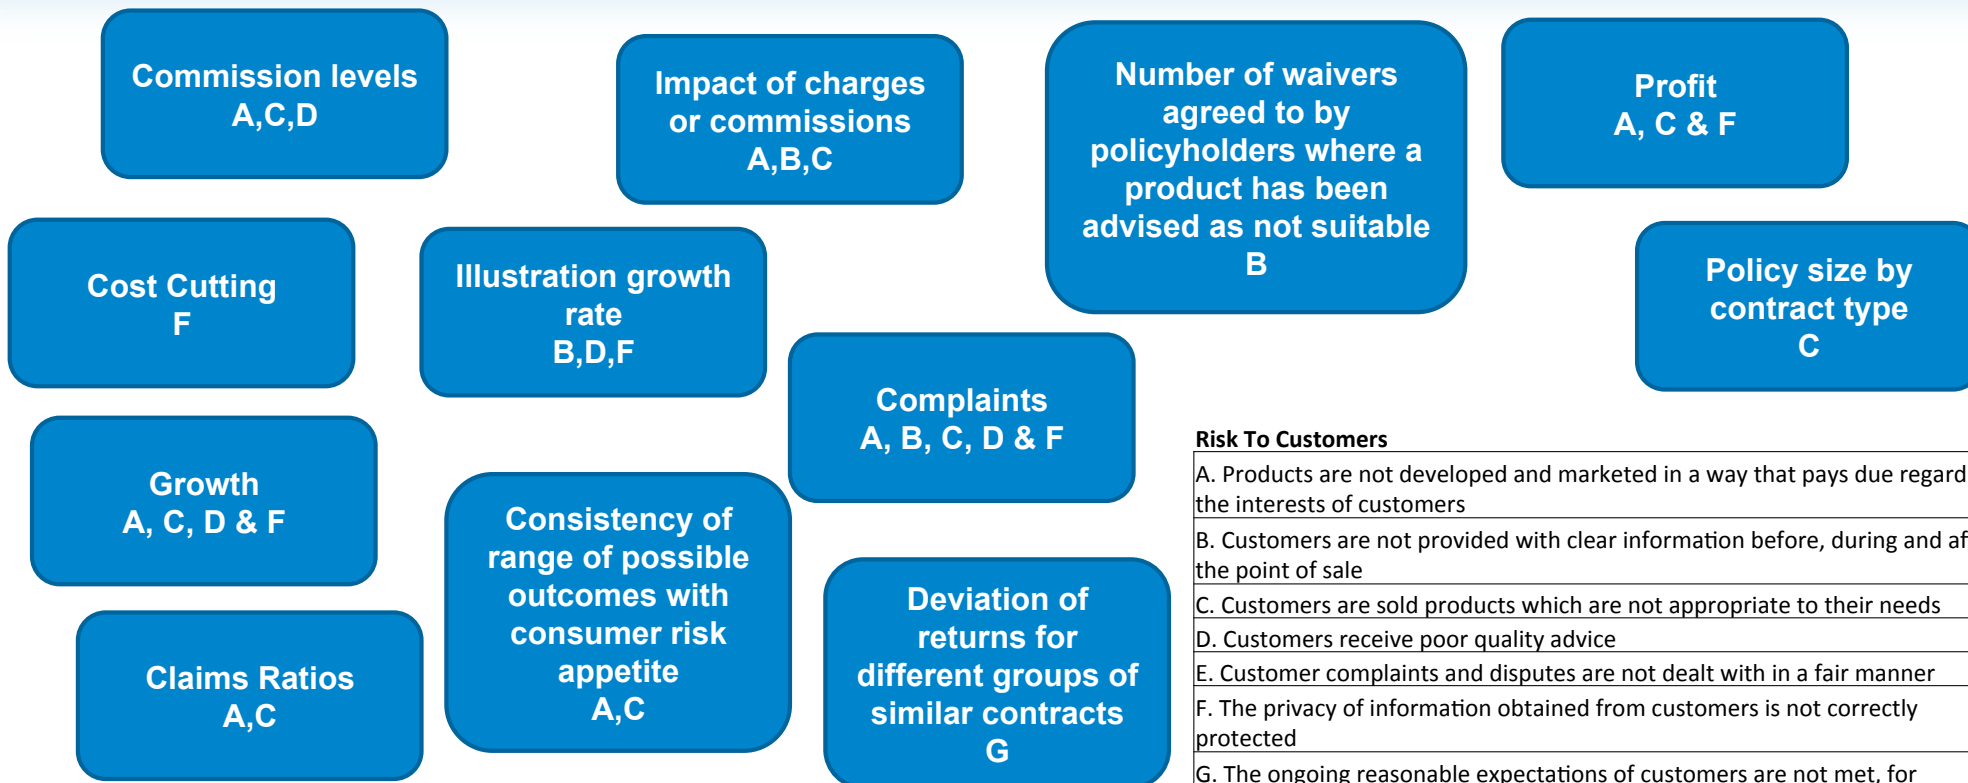 Commission levels
A,C,D
Impact of charges
or commissions
A,B,C
Number of waivers
agreed to by
policyholders where a
product has been
advised as not suitable
B
Profit
A, C & F
Cost Cutting
F
Illustration growth
rate
B,D,F
Policy size by
contract type
C
Complaints
A, B, C, D & F
Growth
A, C, D & F
Consistency of
range of possible
outcomes with
consumer risk
appetite
A,C
Deviation of
returns for
different groups of
similar contracts
G
Claims Ratios
A,C
Risk To Customers
A. Products are not developed and marketed in a way that pays due regard
the interests of customers
B. Customers are not provided with clear information before, during and af
the point of sale
C. Customers are sold products which are not appropriate to their needs
D. Customers receive poor quality advice
E. Customer complaints and disputes are not dealt with in a fair manner
F. The privacy of information obtained from customers is not correctly
protected
G. The ongoing reasonable expectations of customers are not met, for